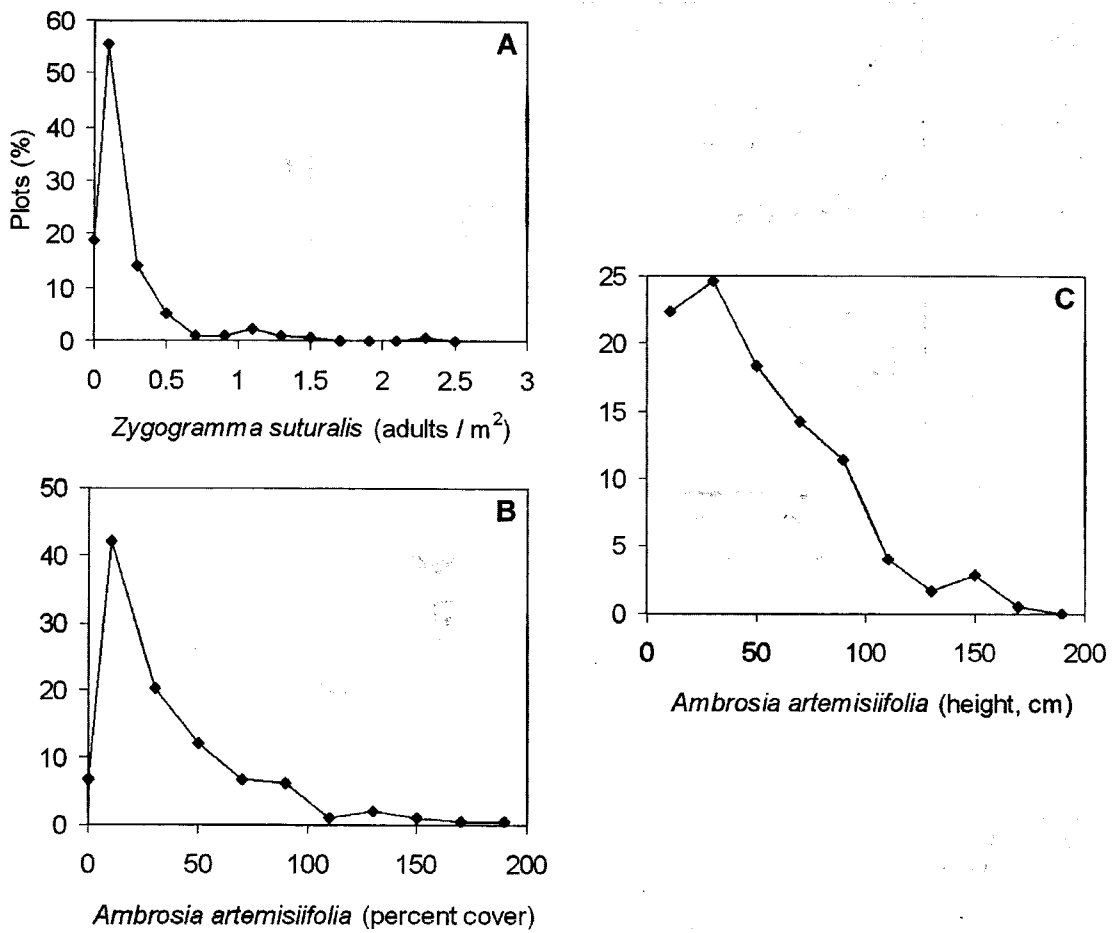 A
Plots (%)
60
50
40
30
20
10
0
0 0.5 1 1.5 2 2.5 3
Zygogramma suturalis (adults / m²)
B
50
40
30
20
10
0
0 50 100 150 200
Ambrosia artemisiifolia (percent cover)
C
25
20
15
10
5
0
0 50 100 150 200
Ambrosia artemisiifolia (height, cm)